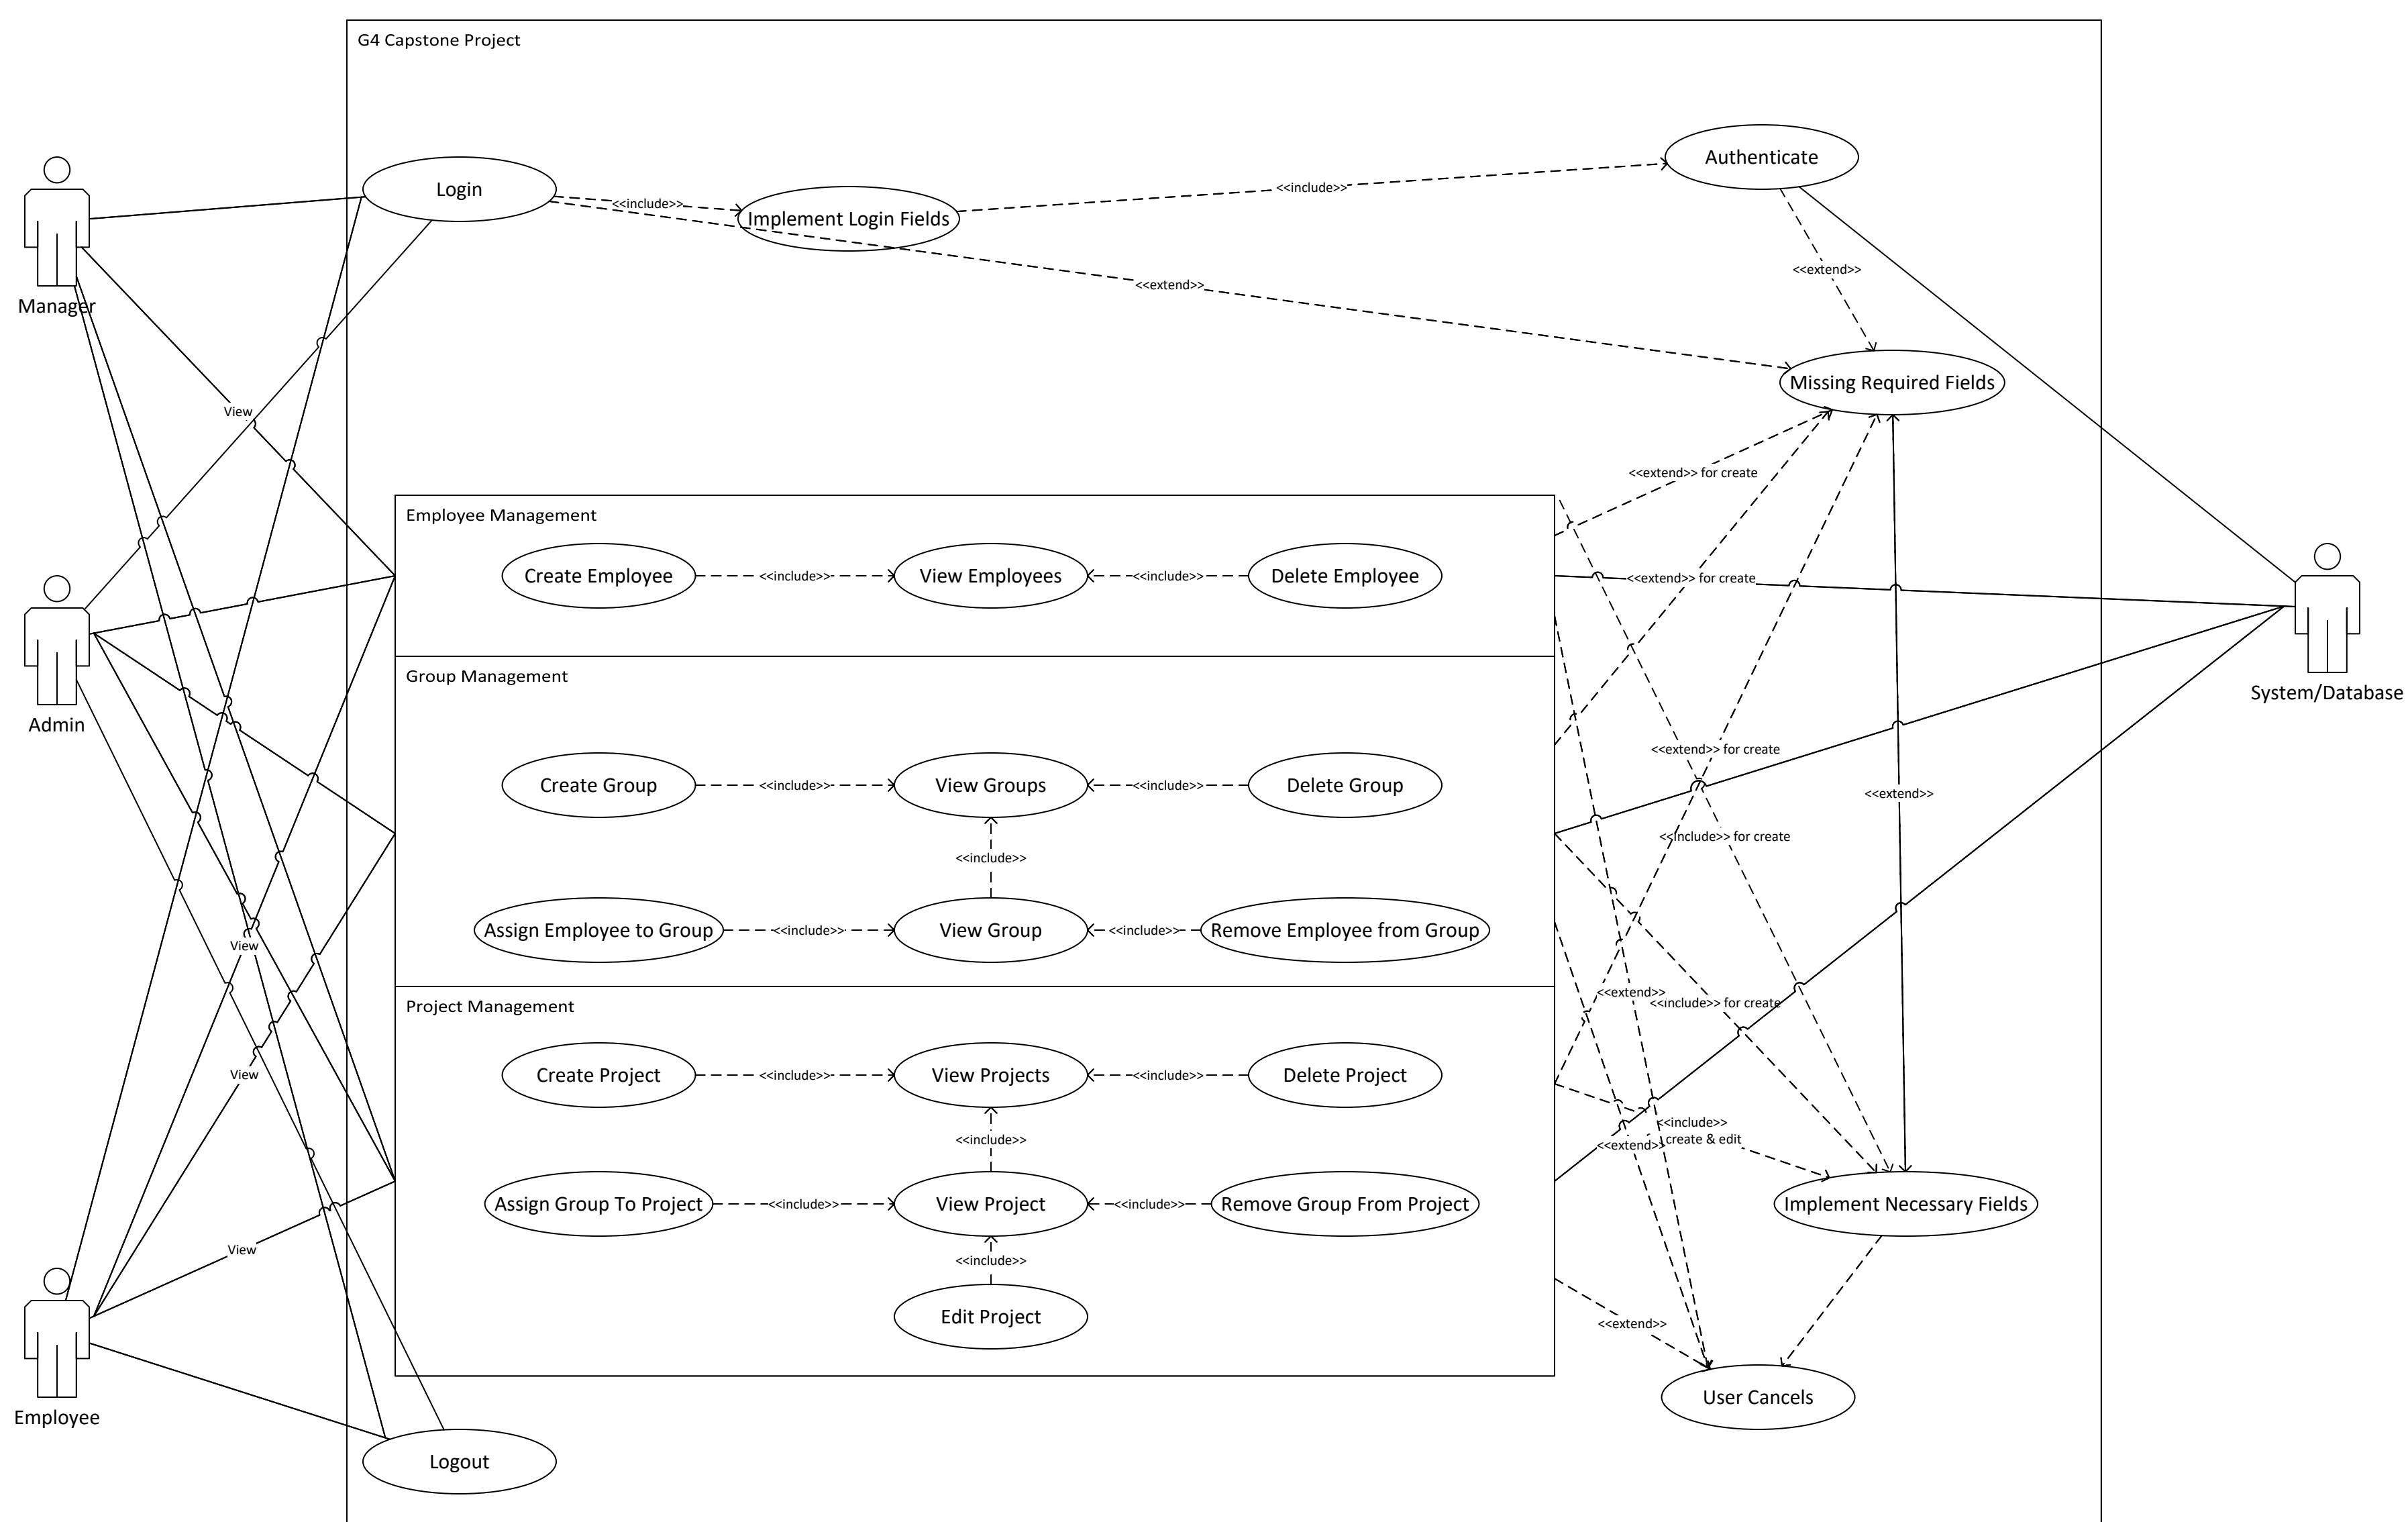 G4 Capstone Project
Authenticate
Login
<<include>>
<<include>>
Implement Login Fields
<<extend>>
<<extend>>
Manager
Missing Required Fields
View
<<extend>> for create
Employee Management
Create Employee
<<include>>
View Employees
<<include>>
Delete Employee
<<extend>> for create
Group Management
System/Database
Admin
<<extend>> for create
Create Group
<<include>>
View Groups
<<include>>
Delete Group
<<extend>>
<<include>> for create
<<include>>
Assign Employee to Group
<<include>>
View Group
<<include>>
Remove Employee from Group
View
<<extend>>
<<include>> for create
Project Management
Create Project
<<include>>
View Projects
<<include>>
Delete Project
View
<<include>>
create & edit
<<include>>
<<extend>>
Assign Group To Project
<<include>>
View Project
<<include>>
Remove Group From Project
Implement Necessary Fields
View
<<include>>
Edit Project
<<extend>>
User Cancels
Employee
Logout